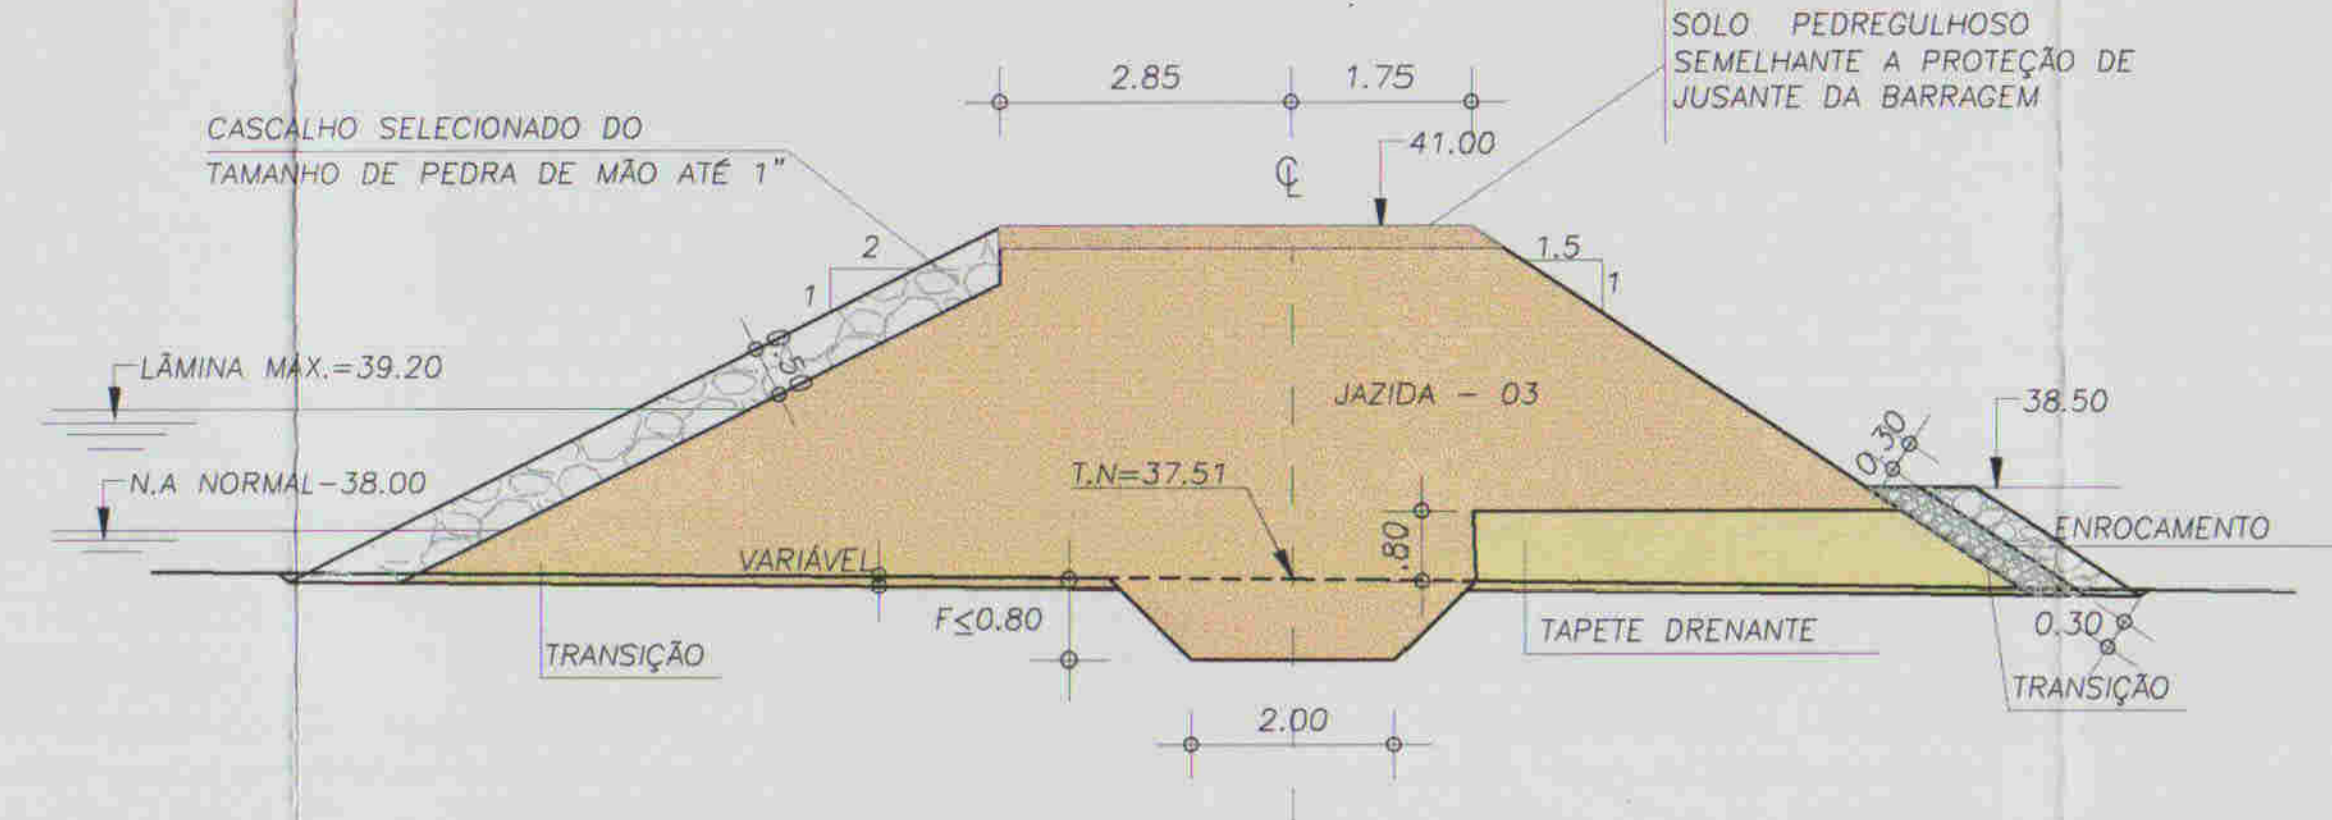 SOLO PEDREGULHOSO
SEMELHANTE A PROTEÇÃO DE
JUSANTE DA BARRAGEM
2.85
1.75
CASCALHO SELECIONADO DO
TAMANHO DE PEDRA DE MÃO ATÉ 1"
41.00
℄
2
1
1.5
1
LÂMINA MÁX.=39.20
JAZIDA - 03
38.50
0.30
N.A NORMAL-38.00
T.N=37.51
.80
VARIÁVEL
ENROCAMENTO
F≤0.80
TAPETE DRENANTE
0.30
TRANSIÇÃO
TRANSIÇÃO
2.00